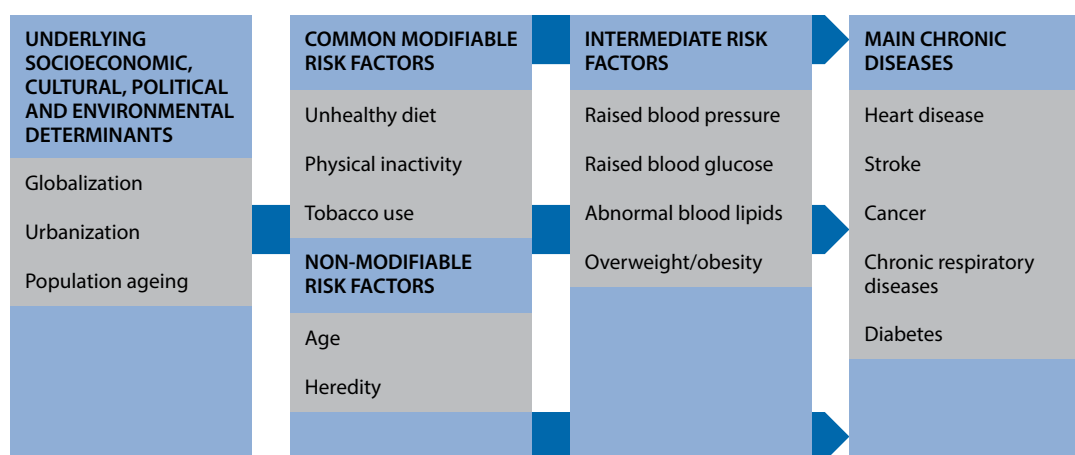 UNDERLYING
SOCIOECONOMIC,
CULTURAL, POLITICAL
AND ENVIRONMENTAL
DETERMINANTS
Globalization
Urbanization
Population ageing
COMMON MODIFIABLE
RISK FACTORS
Unhealthy diet
Physical inactivity
Tobacco use
NON-MODIFIABLE
RISK FACTORS
Age
Heredity
INTERMEDIATE RISK
FACTORS
Raised blood pressure
Raised blood glucose
Abnormal blood lipids
Overweight/obesity
MAIN CHRONIC
DISEASES
Heart disease
Stroke
Cancer
Chronic respiratory
diseases
Diabetes